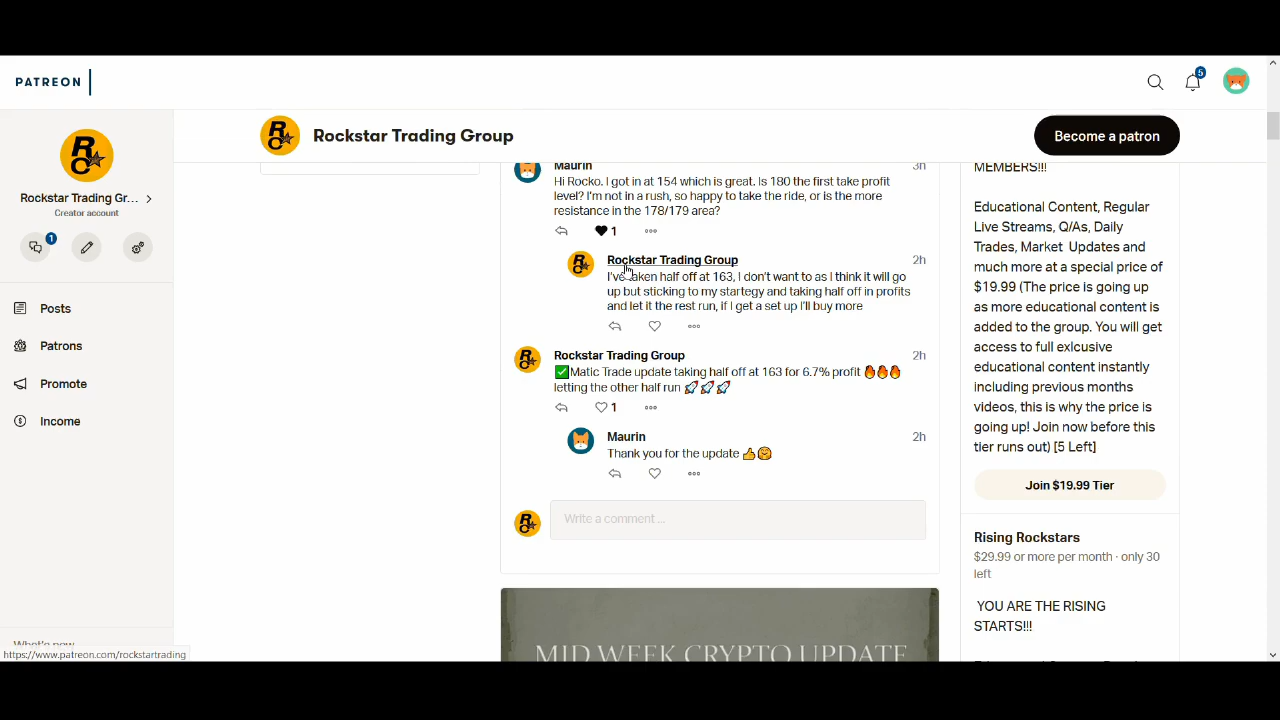 PATREON
5
Rockstar Trading Group
Become a patron
Rockstar Trading Gr...
Creator account
1
Posts
Patrons
Promote
Income
What's new
https://www.patreon.com/rockstartrading
Maurin
3h
Hi Rocko. I got in at 154 which is great. Is 180 the first take profit
level? I'm not in a rush, so happy to take the ride, or is the more
resistance in the 178/179 area?
1
Rockstar Trading Group
2h
I've taken half off at 163, I don't want to as I think it will go
up but sticking to my startegy and taking half off in profits
and let it the rest run, if I get a set up I'll buy more
Rockstar Trading Group
2h
✅Matic Trade update taking half off at 163 for 6.7% profit 🔥🔥🔥
letting the other half run 🚀🚀🚀
1
Maurin
2h
Thank you for the update 👍🤗
Write a comment...
MID WEEK CRYPTO UPDATE
MEMBERS!!!
Educational Content, Regular
Live Streams, Q/As, Daily
Trades, Market Updates and
much more at a special price of
$19.99 (The price is going up
as more educational content is
added to the group. You will get
access to full exlcusive
educational content instantly
including previous months
videos, this is why the price is
going up! Join now before this
tier runs out) [5 Left]
Join $19.99 Tier
Rising Rockstars
$29.99 or more per month · only 30
left
YOU ARE THE RISING
STARTS!!!